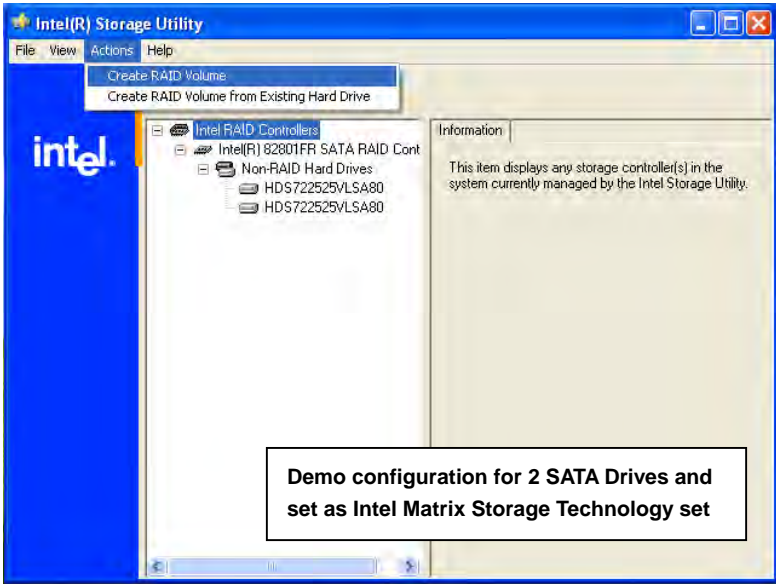 Intel(R) Storage Utility
File View Actions Help
Create RAID Volume
Create RAID Volume from Existing Hard Drive
intel.
Intel RAID Controllers
Intel(R) 82801FR SATA RAID Cont
Non-RAID Hard Drives
HDS722525VLSA80
HDS722525VLSA80
Information
This item displays any storage controller(s) in the
system currently managed by the Intel Storage Utility.
Demo configuration for 2 SATA Drives and
set as Intel Matrix Storage Technology set